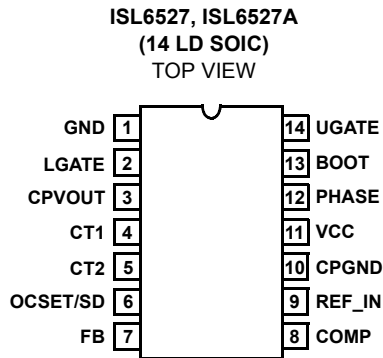 ISL6527, ISL6527A
(14 LD SOIC)
TOP VIEW
GND 1 14 UGATE
LGATE 2 13 BOOT
CPVOUT 3 12 PHASE
CT1 4 11 VCC
CT2 5 10 CPGND
OCSET/SD 6 9 REF_IN
FB 7 8 COMP